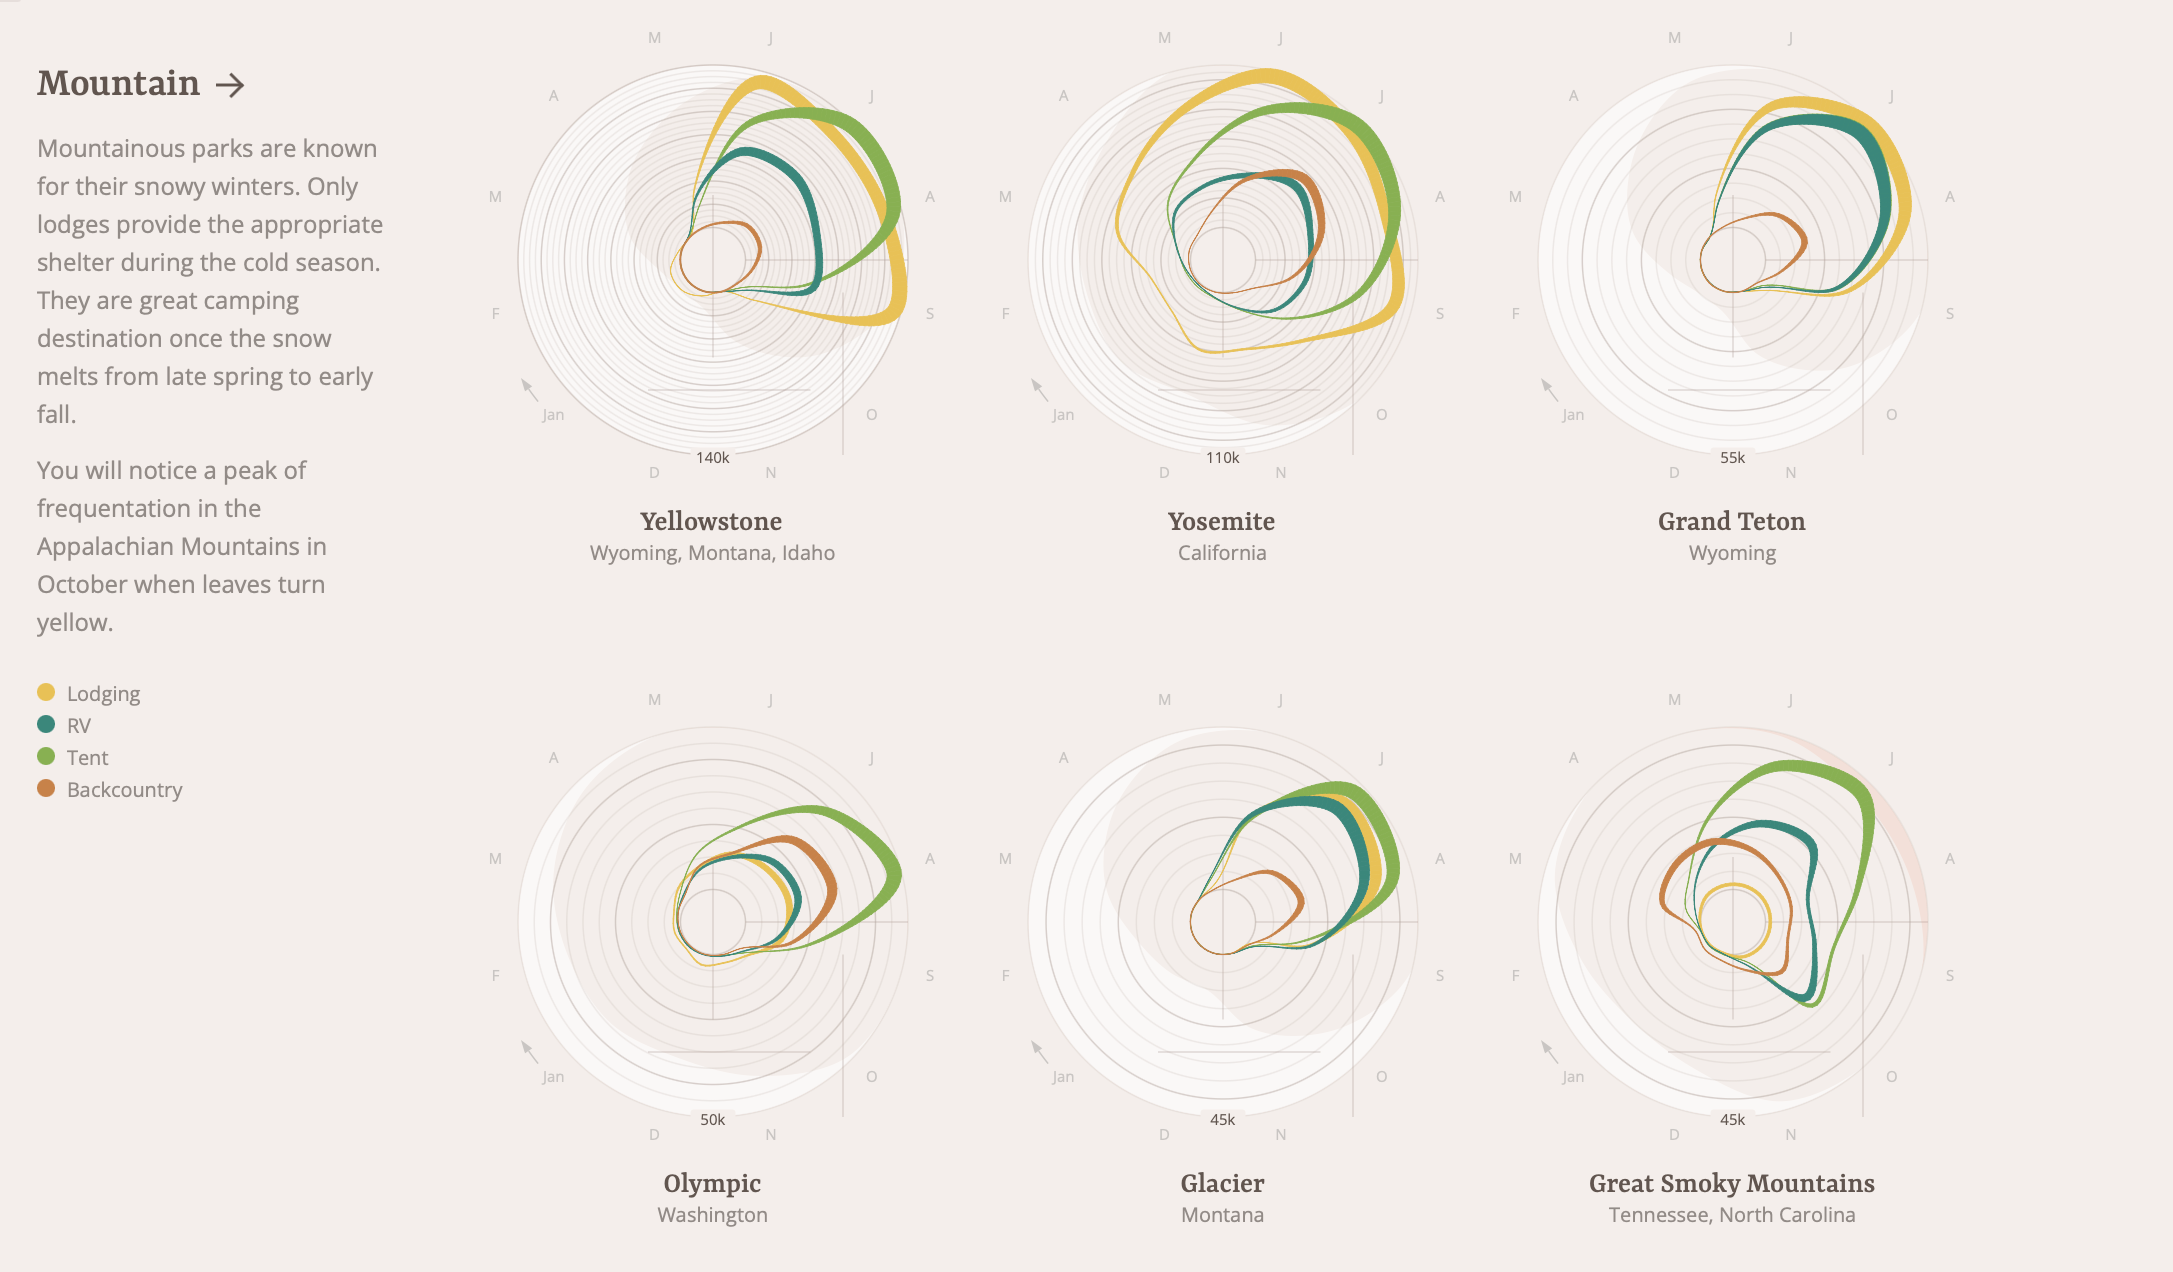 Mountain →
Mountainous parks are known
for their snowy winters. Only
lodges provide the appropriate
shelter during the cold season.
They are great camping
destination once the snow
melts from late spring to early
fall.
You will notice a peak of
frequentation in the
Appalachian Mountains in
October when leaves turn
yellow.
Lodging
RV
Tent
Backcountry
M J
A J
M A
F S
Jan O
140k
D N
Yellowstone
Wyoming, Montana, Idaho
M J
A J
M A
F S
Jan O
110k
D N
Yosemite
California
M J
A J
M A
F S
Jan O
55k
D N
Grand Teton
Wyoming
M J
A J
M A
F S
Jan O
50k
D N
Olympic
Washington
M J
A J
M A
F S
Jan O
45k
D N
Glacier
Montana
M J
A J
M A
F S
Jan O
45k
D N
Great Smoky Mountains
Tennessee, North Carolina